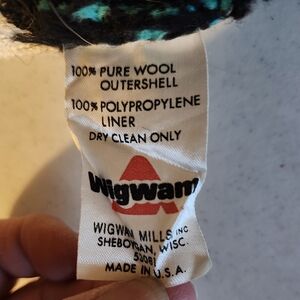 100% PURE WOOL
OUTERSHELL
100% POLYPROPYLENE
LINER
DRY CLEAN ONLY
Wigwam
WIGWAM MILLS INC
SHEBOYGAN, WISC.
53081
MADE IN U.S.A.